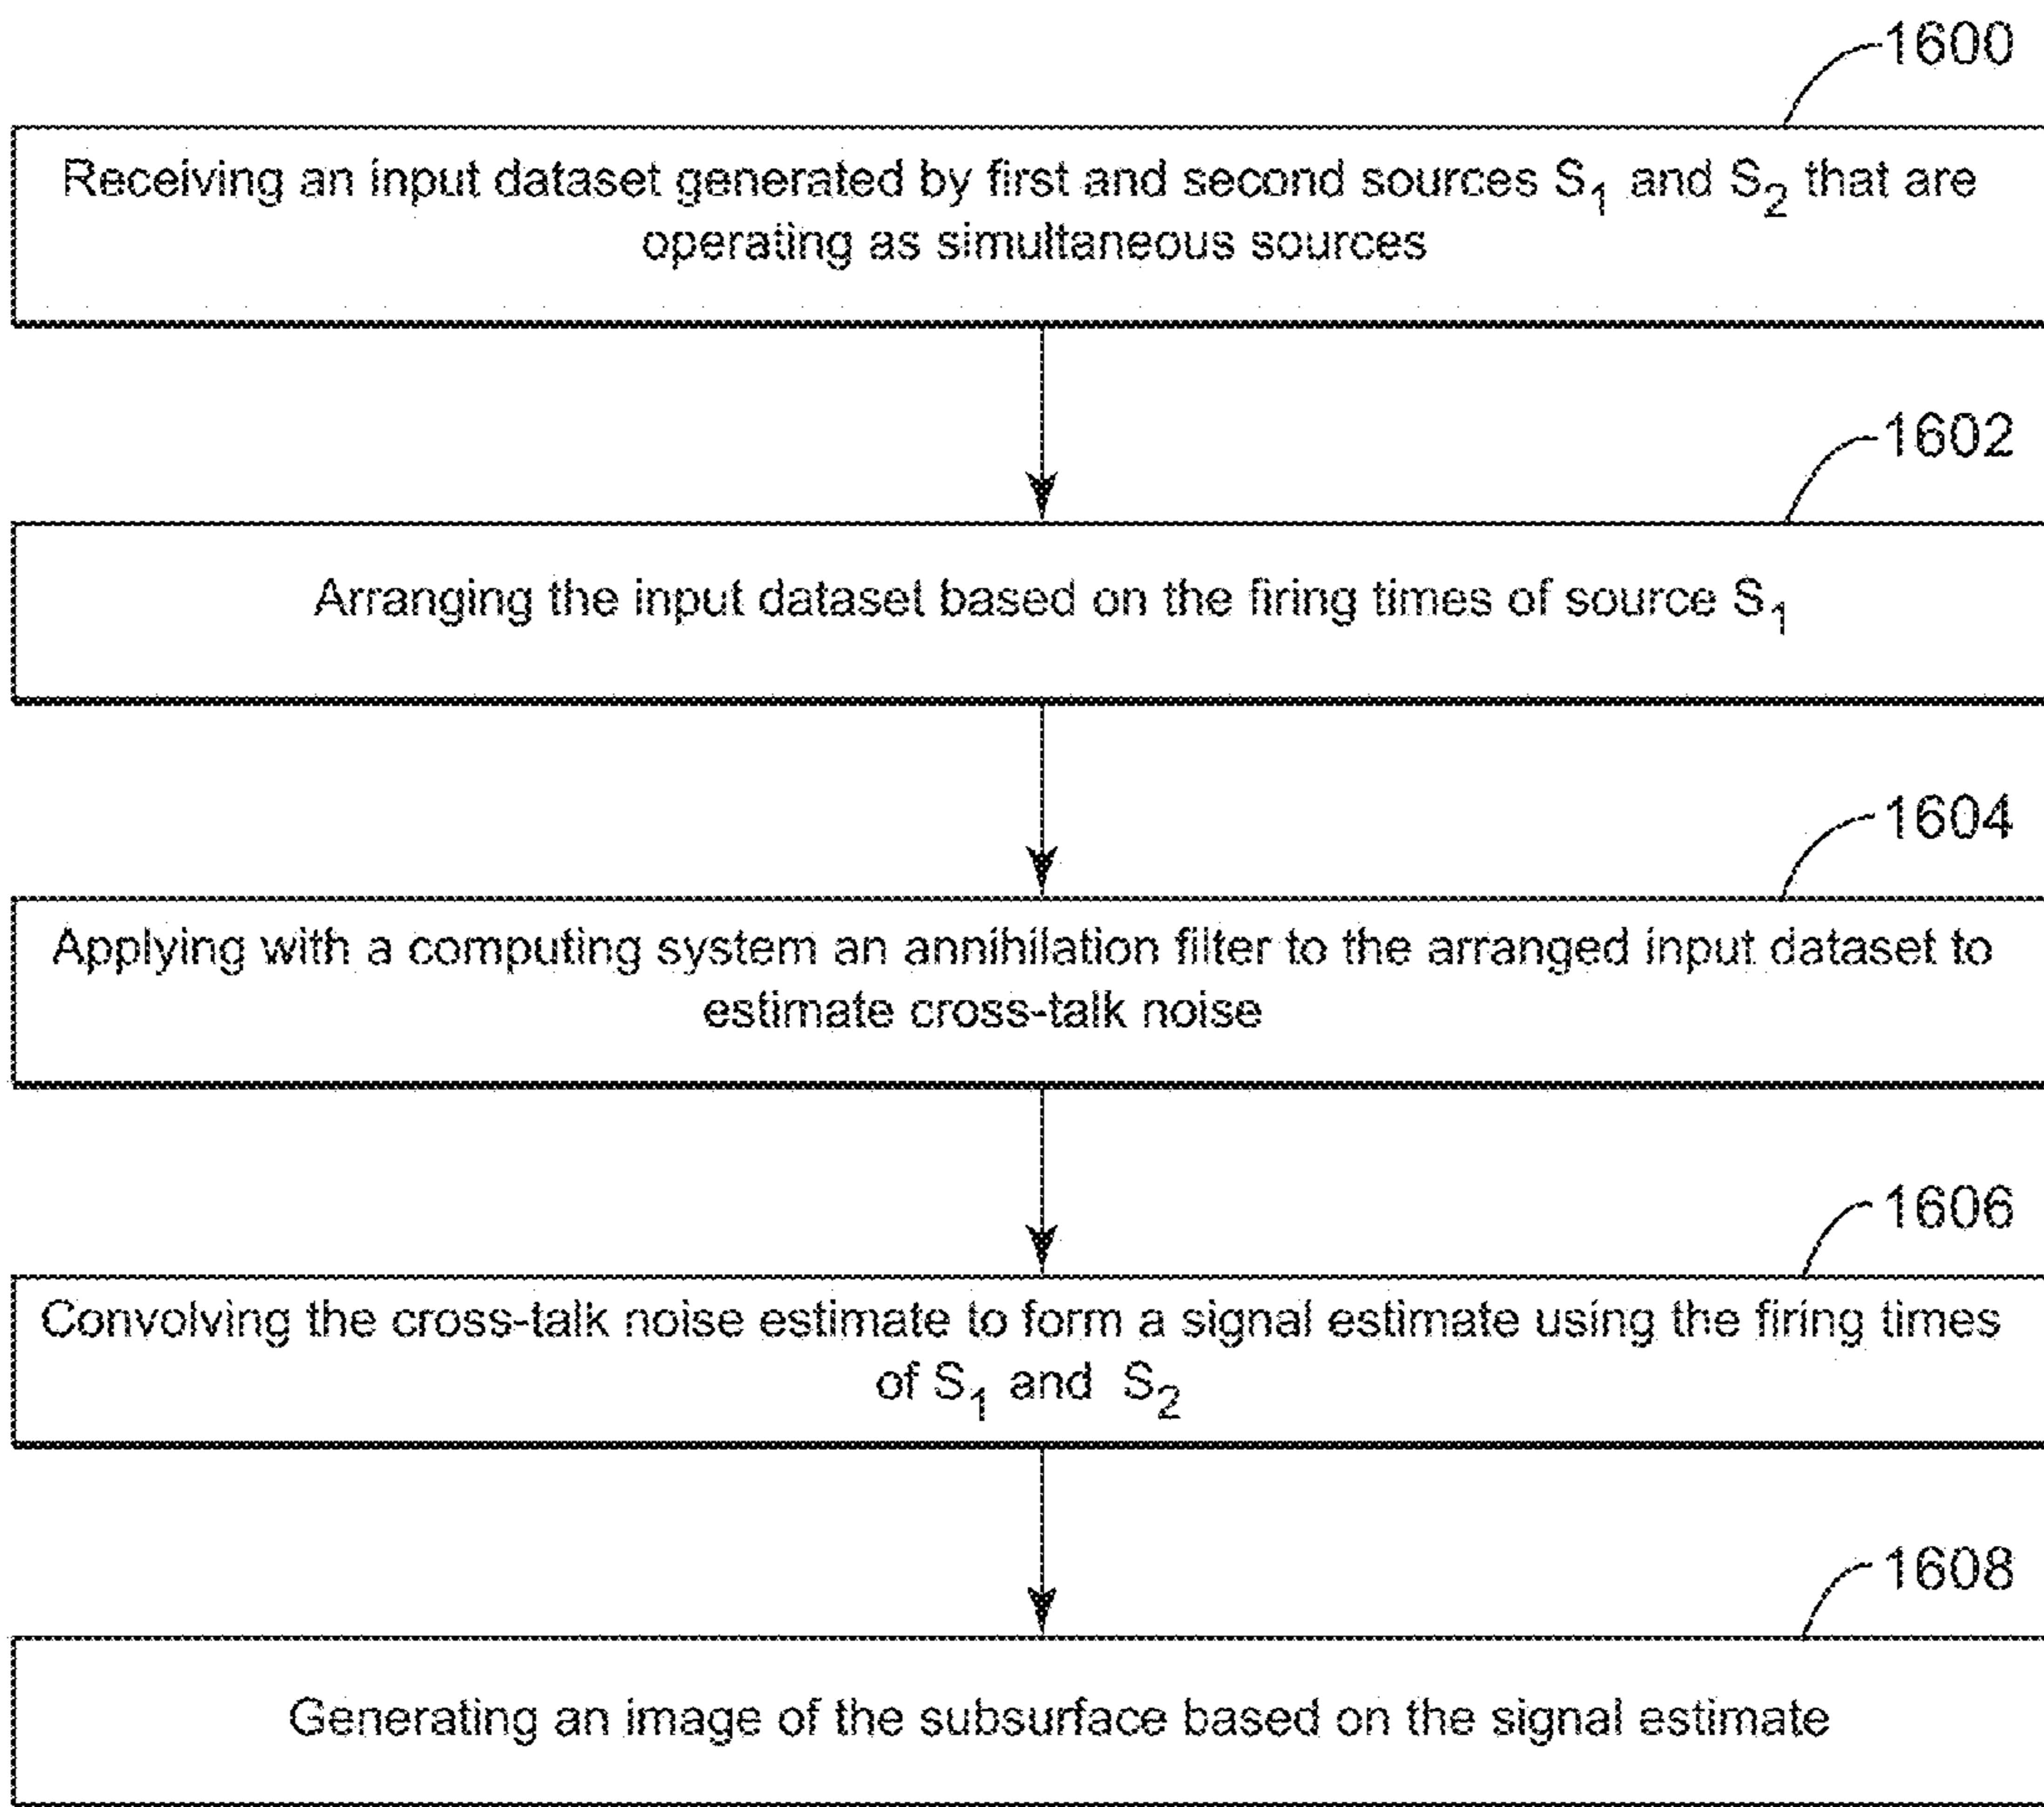 1600
Receiving an input dataset generated by first and second sources S1 and S2 that are
operating as simultaneous sources
1602
Arranging the input dataset based on the firing times of source S1
1604
Applying with a computing system an annihilation filter to the arranged input dataset to
estimate cross-talk noise
1606
Convolving the cross-talk noise estimate to form a signal estimate using the firing times
of S1 and S2
1608
Generating an image of the subsurface based on the signal estimate